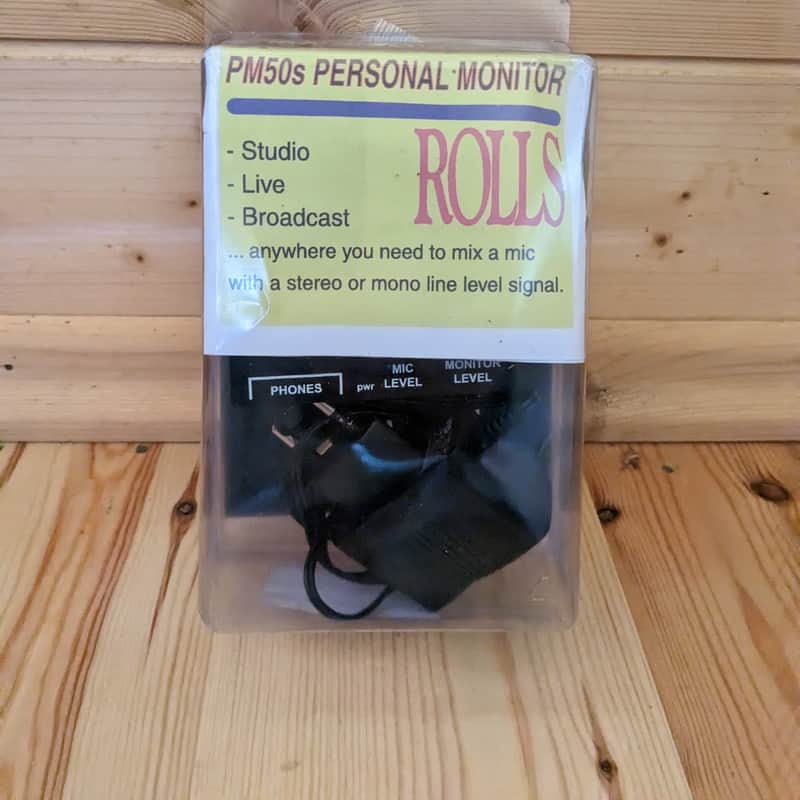 PM50s PERSONAL MONITOR
ROLLS
- Studio
- Live
- Broadcast
... anywhere you need to mix a mic
with a stereo or mono line level signal.
PHONES
pwr
MIC
LEVEL
MONITOR
LEVEL